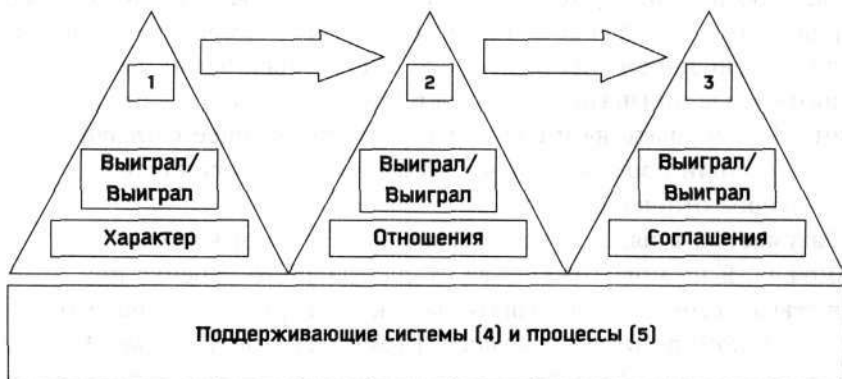 1
2
3
Выиграл/
Выиграл
Выиграл/
Выиграл
Выиграл/
Выиграл
Характер
Отношения
Соглашения
Поддерживающие системы (4) и процессы (5)